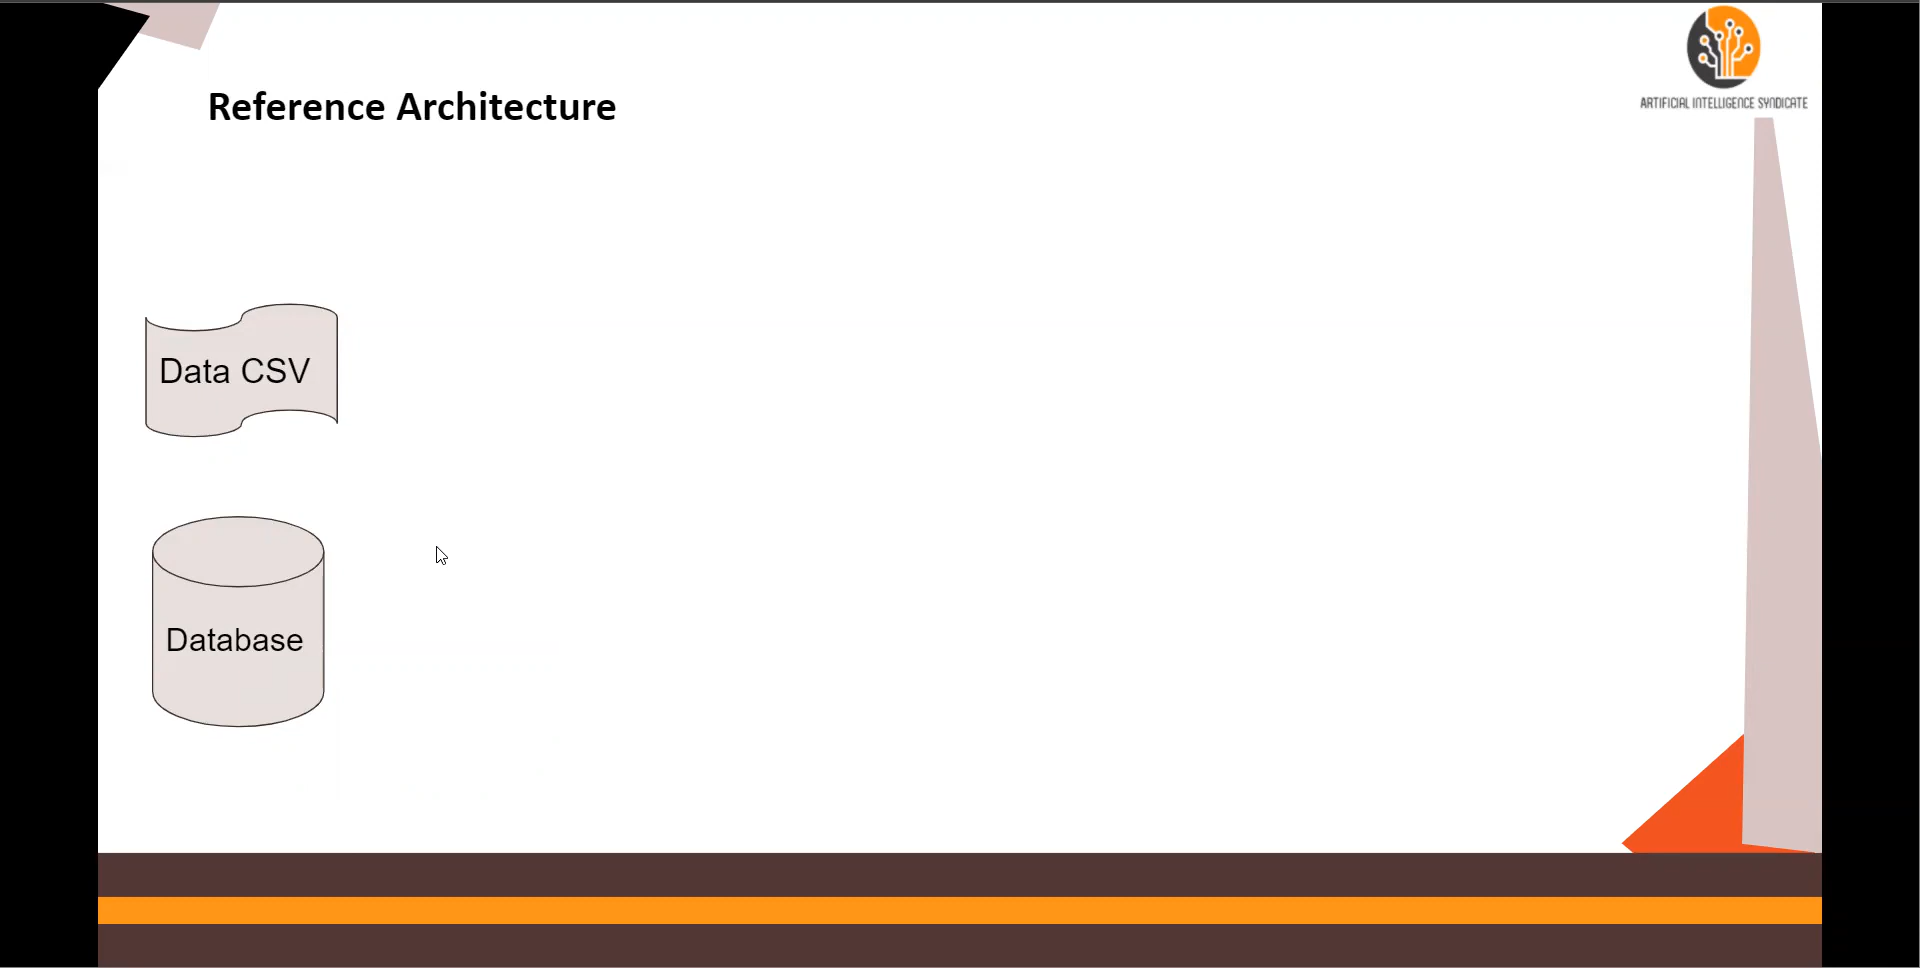 Reference Architecture
ARTIFICIAL INTELLIGENCE SYNDICATE
Data CSV
Database